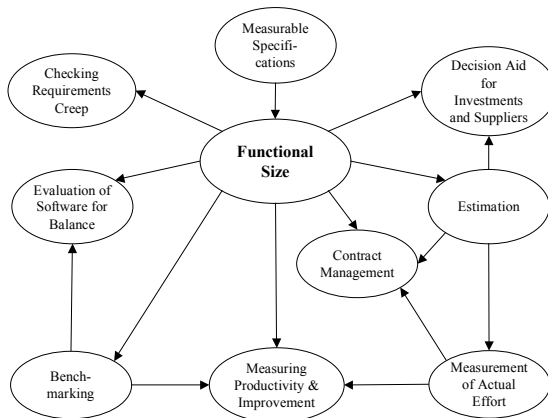 Measurable
Specifi-
cations
Checking
Requirements
Creep
Decision Aid
for
Investments
and Suppliers
Functional
Size
Evaluation of
Software for
Balance
Estimation
Contract
Management
Bench-
marking
Measuring
Productivity &
Improvement
Measurement
of Actual
Effort